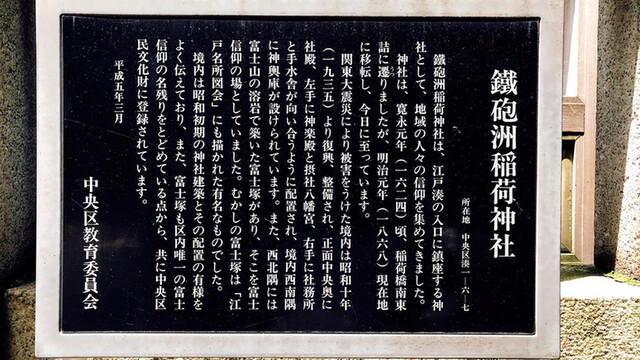 鐵砲洲稲荷神社
所在地 中央区湊一―六―七
鐵砲洲稲荷神社は、江戸湊の入口に鎮座する神
社として、地域の人々の信仰を集めてきました。
神社は、寛永元年（一六二四）頃、稲荷橋南東
詰に遷りましたが、明治元年（一八六八）現在地
に移転し、今日に至っています。
関東大震災により被害をうけた境内は昭和十年
（一九三五）より復興、整備され、正面中央奥に
社殿、左手に神楽殿と摂社八幡宮、右手に社務所
と手水舎が向い合うように配置され、境内西南隅
に神輿庫が設けられています。また、西北隅には
富士山の溶岩で築いた富士塚があり、そこを富士
信仰の場としていました。むかしの富士塚は「江
戸名所図会」にも描かれた有名なものでした。
境内は昭和初期の神社建築とその配置の有様を
よく伝えており、また、富士塚も区内唯一の富士
信仰の名残りをとどめている点から、共に中央区
民文化財に登録されています。
平成五年三月
中央区教育委員会